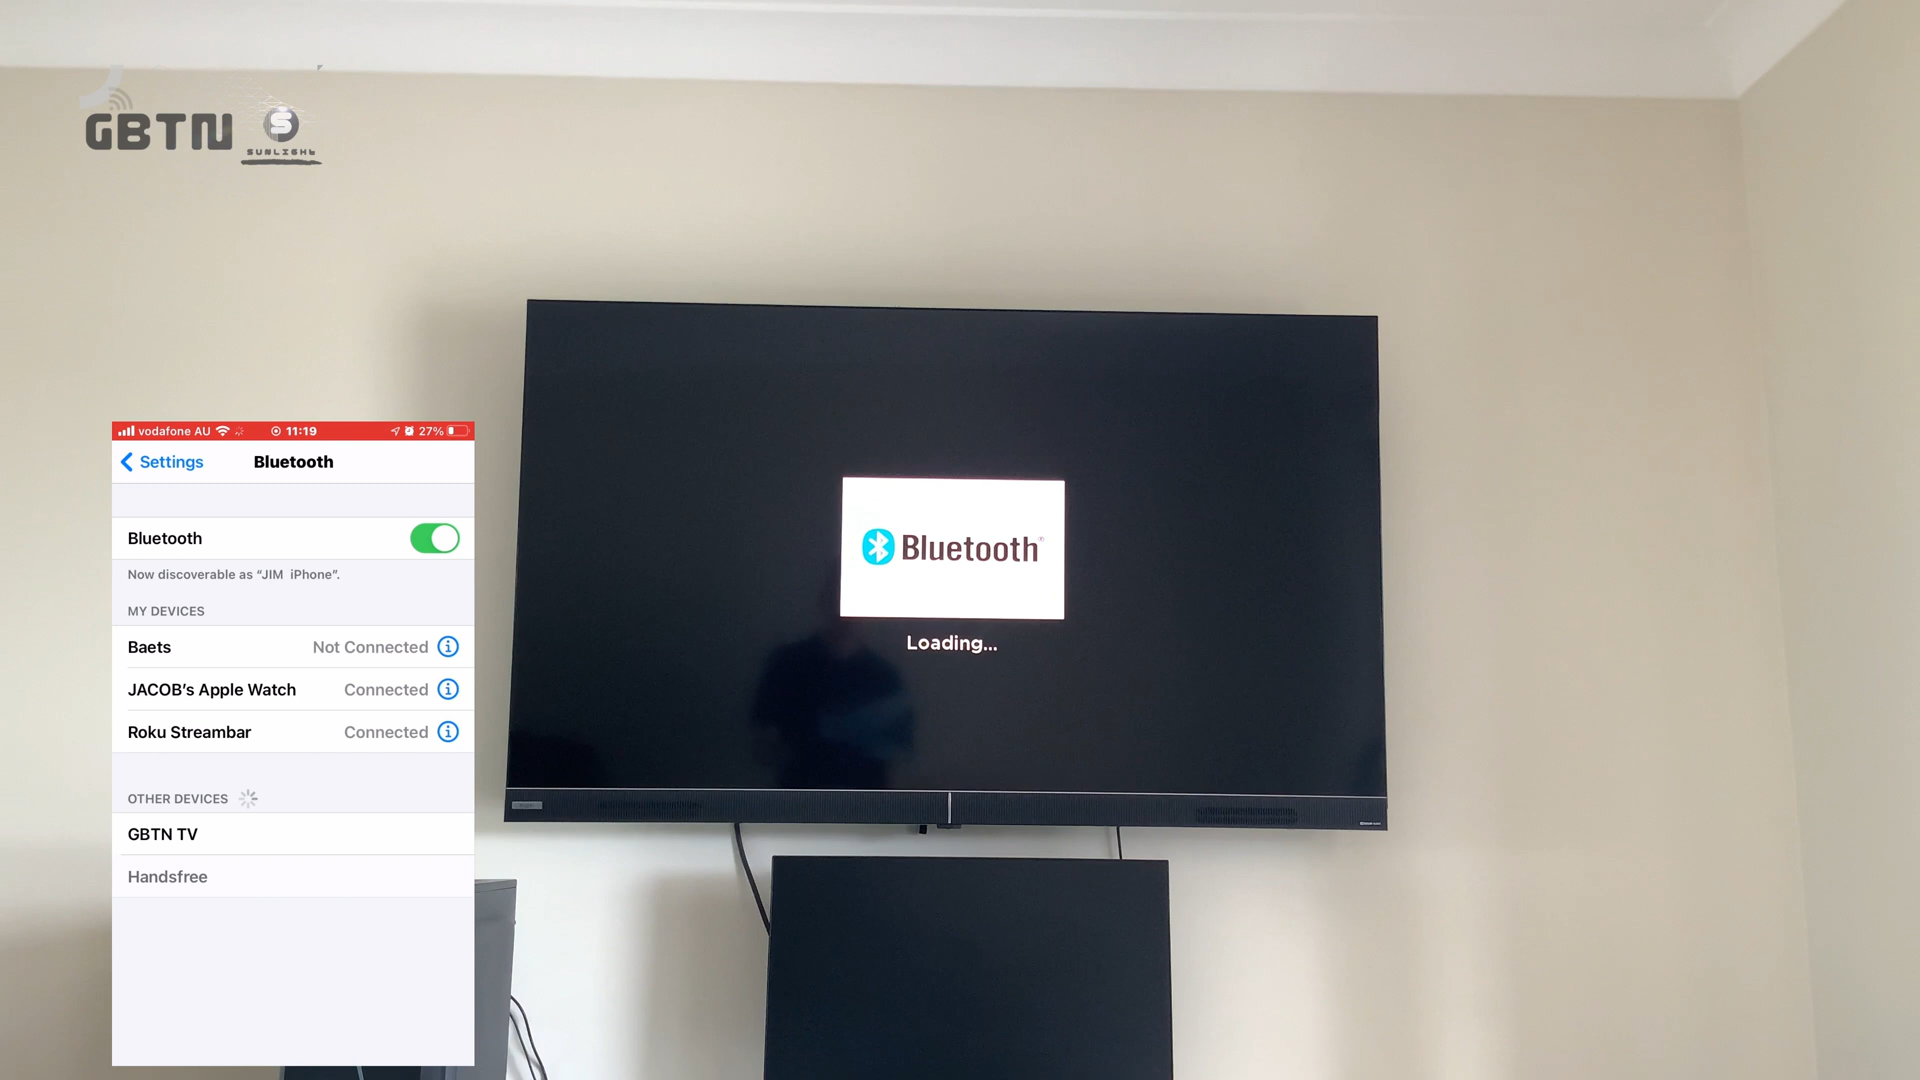 GBTN
SUNLIGHt
vodafone AU
11:19
27%
Settings
Bluetooth
Bluetooth
Now discoverable as “JIM iPhone”.
MY DEVICES
Baets Not Connected
JACOB’s Apple Watch Connected
Roku Streambar Connected
OTHER DEVICES
GBTN TV
Handsfree
Bluetooth®
Loading...